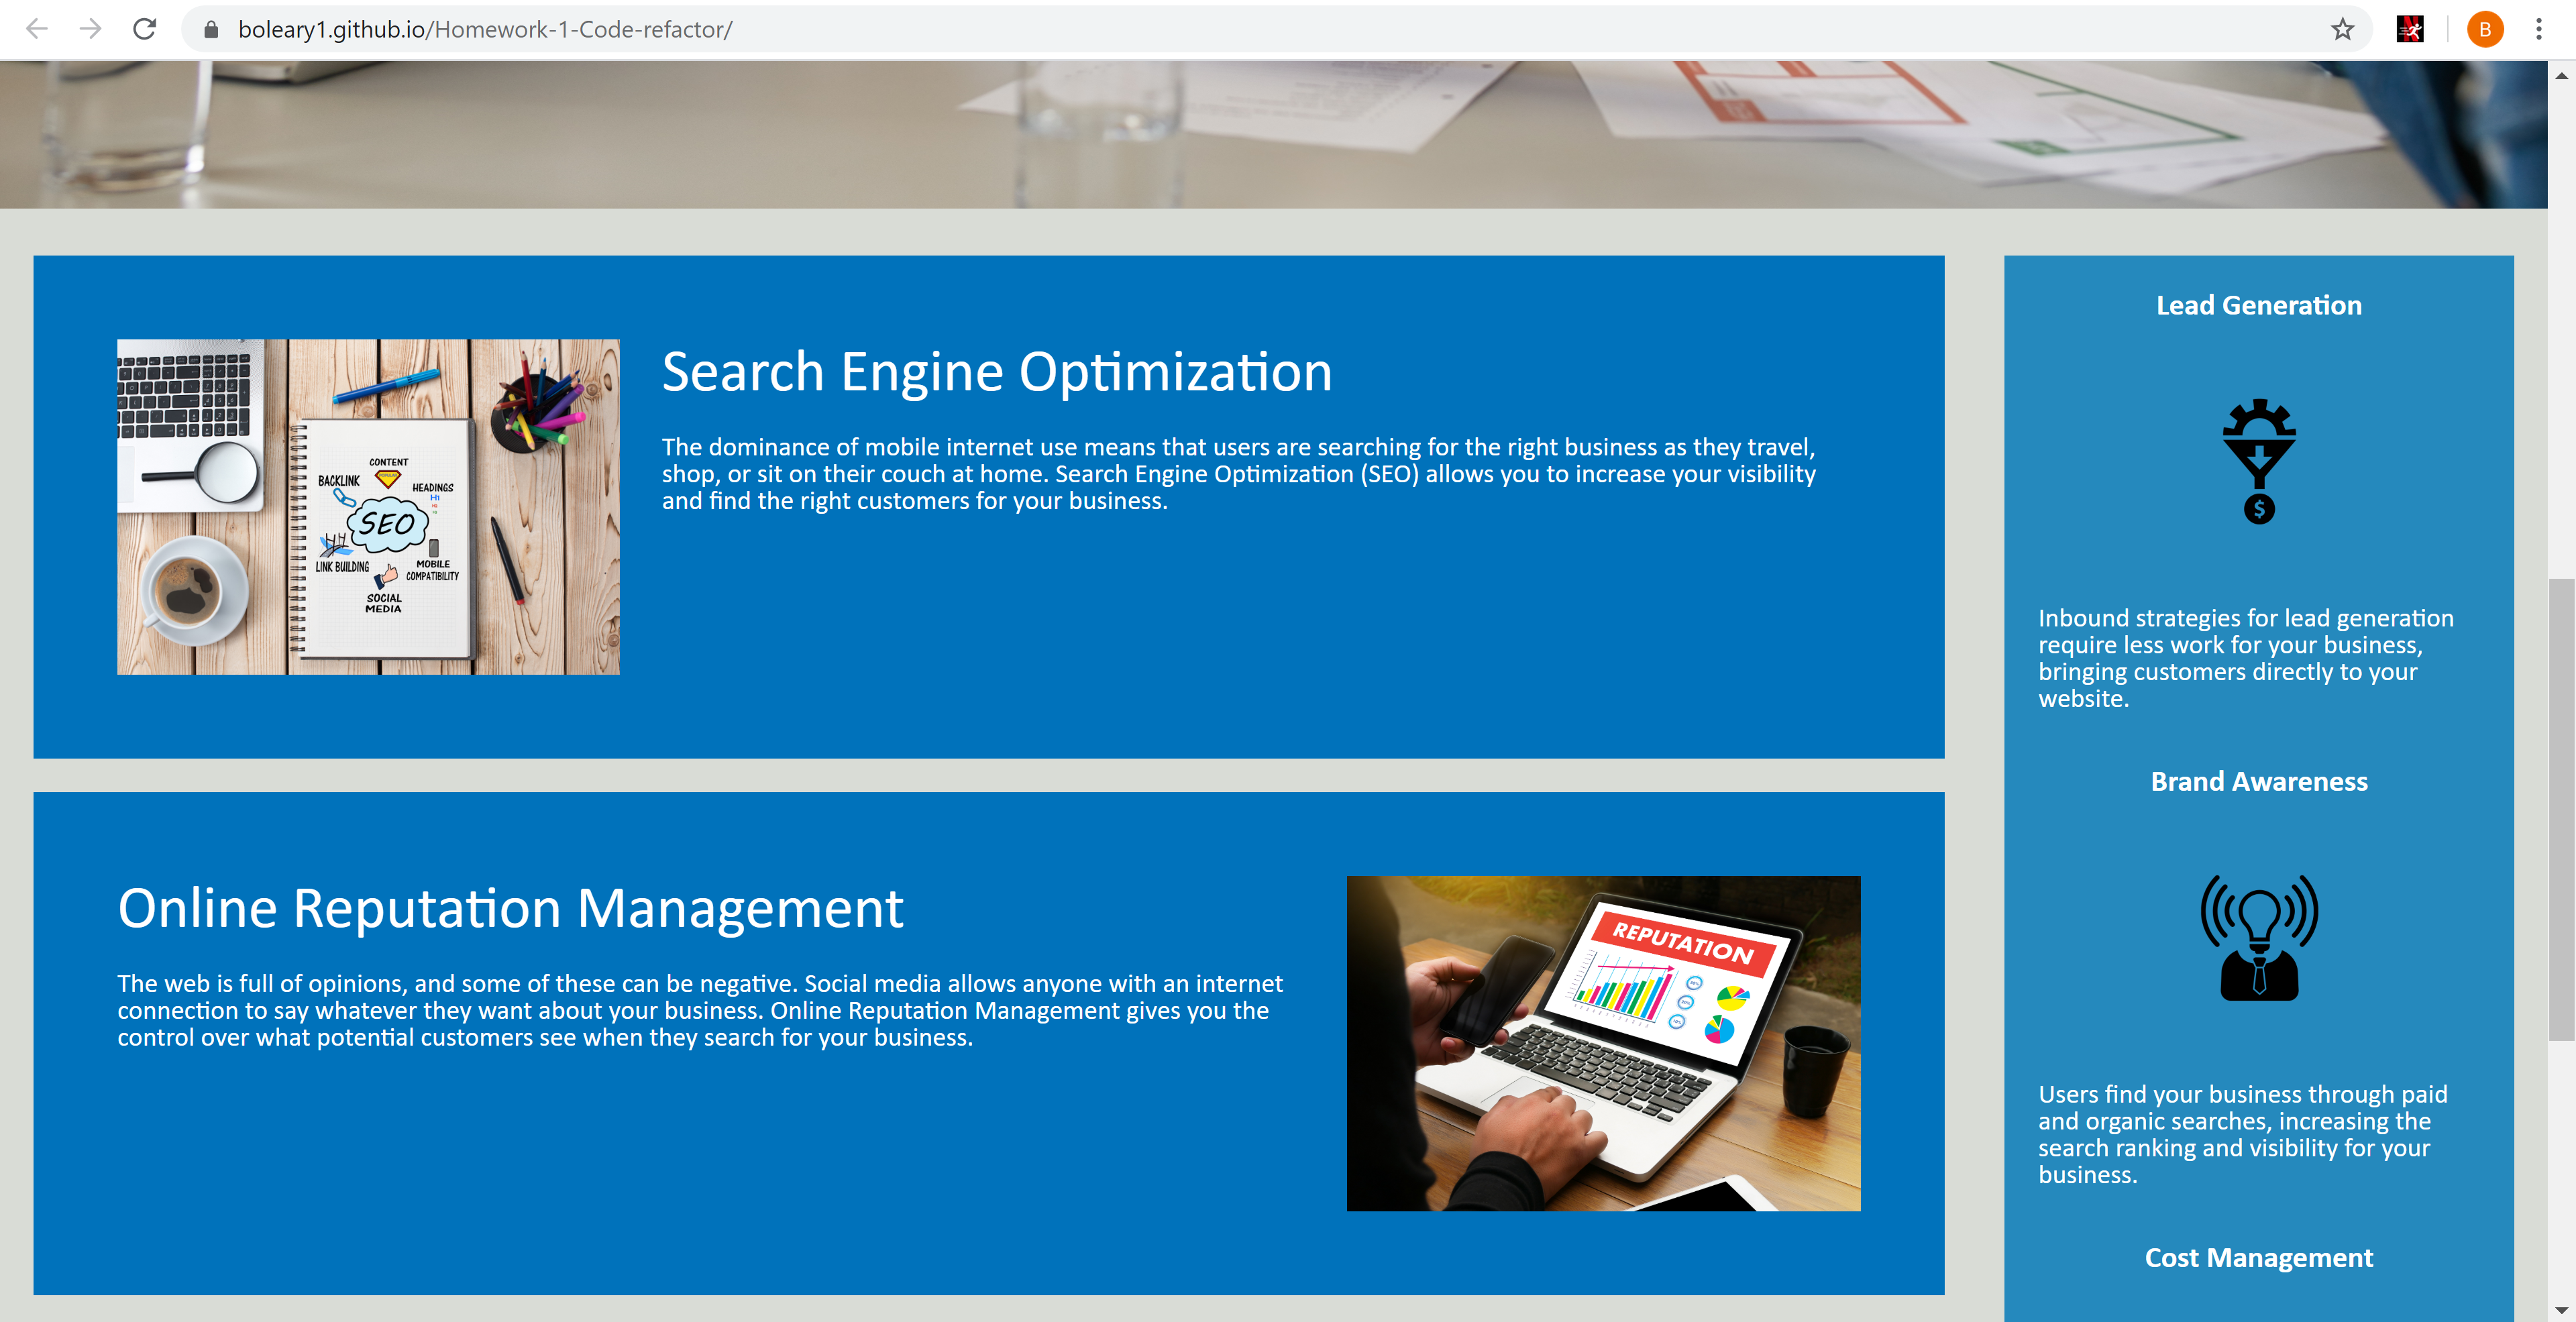 boleary1.github.io/Homework-1-Code-refactor/
B
Search Engine Optimization
The dominance of mobile internet use means that users are searching for the right business as they travel,
shop, or sit on their couch at home. Search Engine Optimization (SEO) allows you to increase your visibility
and find the right customers for your business.
CONTENT
BACKLINK
HEADINGS
H1
SEO
LINK BUILDING
MOBILE
COMPATIBILITY
SOCIAL
MEDIA
Online Reputation Management
The web is full of opinions, and some of these can be negative. Social media allows anyone with an internet
connection to say whatever they want about your business. Online Reputation Management gives you the
control over what potential customers see when they search for your business.
REPUTATION
Lead Generation
$
Inbound strategies for lead generation
require less work for your business,
bringing customers directly to your
website.
Brand Awareness
Users find your business through paid
and organic searches, increasing the
search ranking and visibility for your
business.
Cost Management